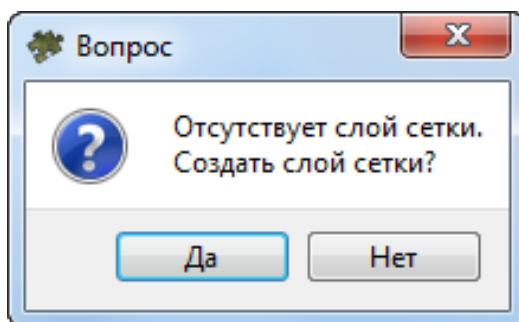 Вопрос
Отсутствует слой сетки.
Создать слой сетки?
Да
Нет